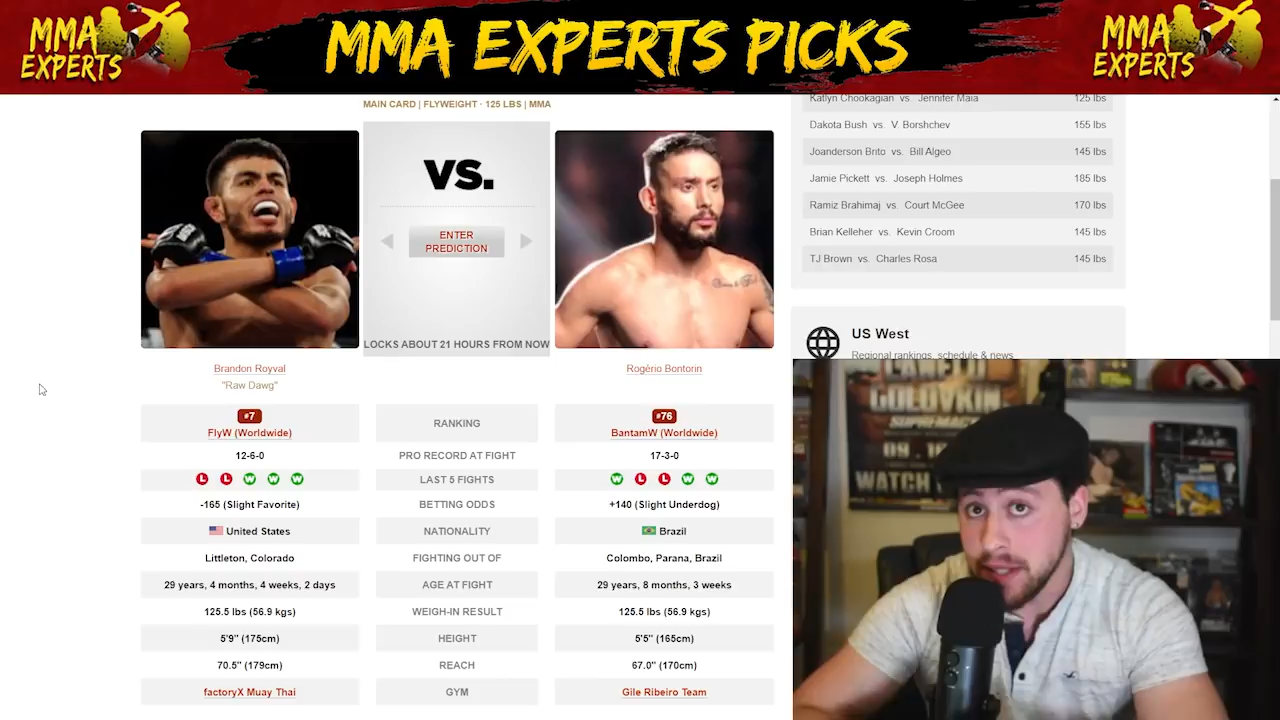 MMA EXPERTS
MMA EXPERTS PICKS
MMA EXPERTS
MAIN CARD | FLYWEIGHT · 125 LBS | MMA
VS.
ENTER
PREDICTION
LOCKS ABOUT 21 HOURS FROM NOW
Brandon Royval
"Raw Dawg"
Rogério Bontorin
#7
FlyW (Worldwide)
RANKING
#76
BantamW (Worldwide)
12-6-0
PRO RECORD AT FIGHT
17-3-0
L L W W W
LAST 5 FIGHTS
W L L W W
-165 (Slight Favorite)
BETTING ODDS
+140 (Slight Underdog)
United States
NATIONALITY
Brazil
Littleton, Colorado
FIGHTING OUT OF
Colombo, Parana, Brazil
29 years, 4 months, 4 weeks, 2 days
AGE AT FIGHT
29 years, 8 months, 3 weeks
125.5 lbs (56.9 kgs)
WEIGH-IN RESULT
125.5 lbs (56.9 kgs)
5'9" (175cm)
HEIGHT
5'5" (165cm)
70.5" (179cm)
REACH
67.0" (170cm)
factoryX Muay Thai
GYM
Gile Ribeiro Team
Katlyn Chookagian vs. Jennifer Maia 125 lbs
Dakota Bush vs. V. Borshchev 155 lbs
Joanderson Brito vs. Bill Algeo 145 lbs
Jamie Pickett vs. Joseph Holmes 185 lbs
Ramiz Brahimaj vs. Court McGee 170 lbs
Brian Kelleher vs. Kevin Croom 145 lbs
TJ Brown vs. Charles Rosa 145 lbs
US West
Regional rankings, schedule & news
CANELO
GOLOVKIN
SUPREMACY
WATCH